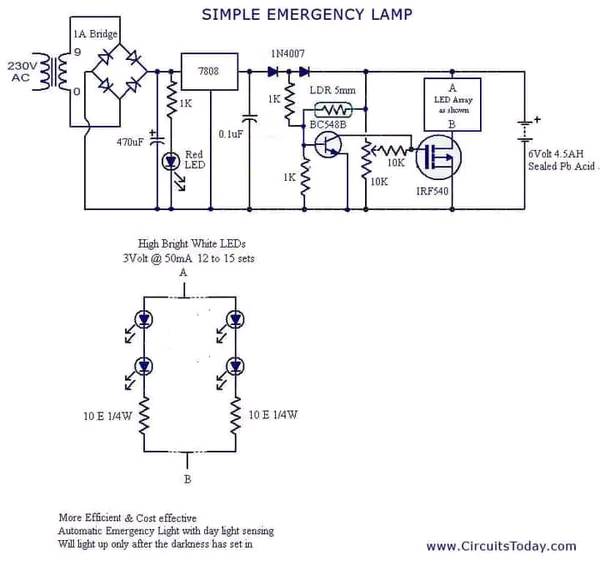 SIMPLE EMERGENCY LAMP
1A Bridge
230V
AC
9
0
7808
1N4007
1K
1K
LDR 5mm
BC548B
A
LED Array
as shown
B
470uF
+
Red
LED
0.1uF
1K
10K
10K
1RF540
+
6Volt 4.5AH
Sealed Pb Acid
High Bright White LEDs
3Volt @ 50mA 12 to 15 sets
A
10 E 1/4W
10 E 1/4W
B
More Efficient & Cost effective
Automatic Emergency Light with day light sensing
Will light up only after the darkness has set in
www.CircuitsToday.com